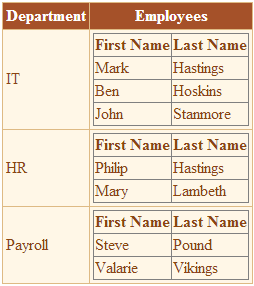 Department Employees
First Name Last Name
Mark Hastings
IT Ben Hoskins
John Stanmore
First Name Last Name
HR Philip Hastings
Mary Lambeth
First Name Last Name
Payroll Steve Pound
Valarie Vikings